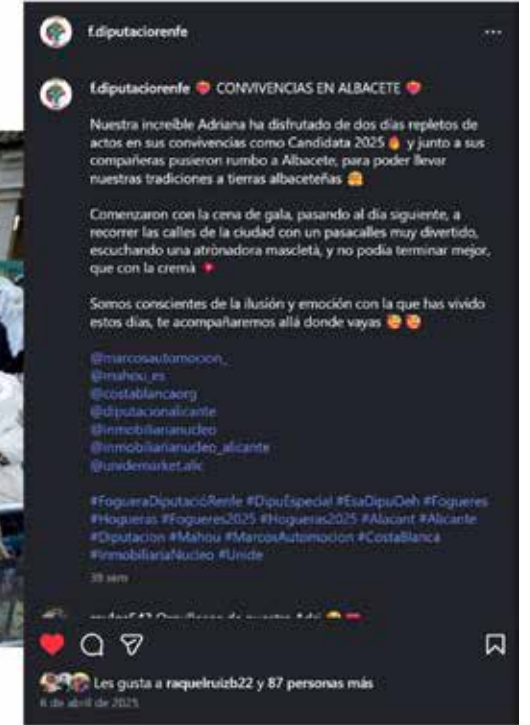 f.diputaciorenfe
f.diputaciorenfe ❤️ CONVIVENCIAS EN ALBACETE ❤️
Nuestra increíble Adriana ha disfrutado de dos días repletos de
actos en sus convivencias como Candidata 2025 🔥 y junto a sus
compañeras pusieron rumbo a Albacete, para poder llevar
nuestras tradiciones a tierras albaceteñas 🤗
Comenzaron con la cena de gala, pasando al día siguiente, a
recorrer las calles de la ciudad con un pasacalles muy divertido,
escuchando una atronadora mascletà, y no podía terminar mejor,
que con la cremà
Somos conscientes de la ilusión y emoción con la que has vivido
estos días, te acompañaremos allá donde vayas 🥰 🥰
@marcosautomocion_
@mahou_es
@costablancaorg
@diputacionalicante
@inmobiliarianucleo
@inmobiliarianucleo_alicante
@unidemarket.alic
#FogueraDiputacióRenfe #DipuEspecial #EsaDipuOeh #Fogueres
#Hogueras #Fogueres2025 #Hogueras2025 #Alacant #Alicante
#Diputacion #Mahou #MarcosAutomocion #CostaBlanca
#InmobiliariaNucleo #Unide
39 sem
Les gusta a raquelruizb22 y 87 personas más
6 de abril de 2025